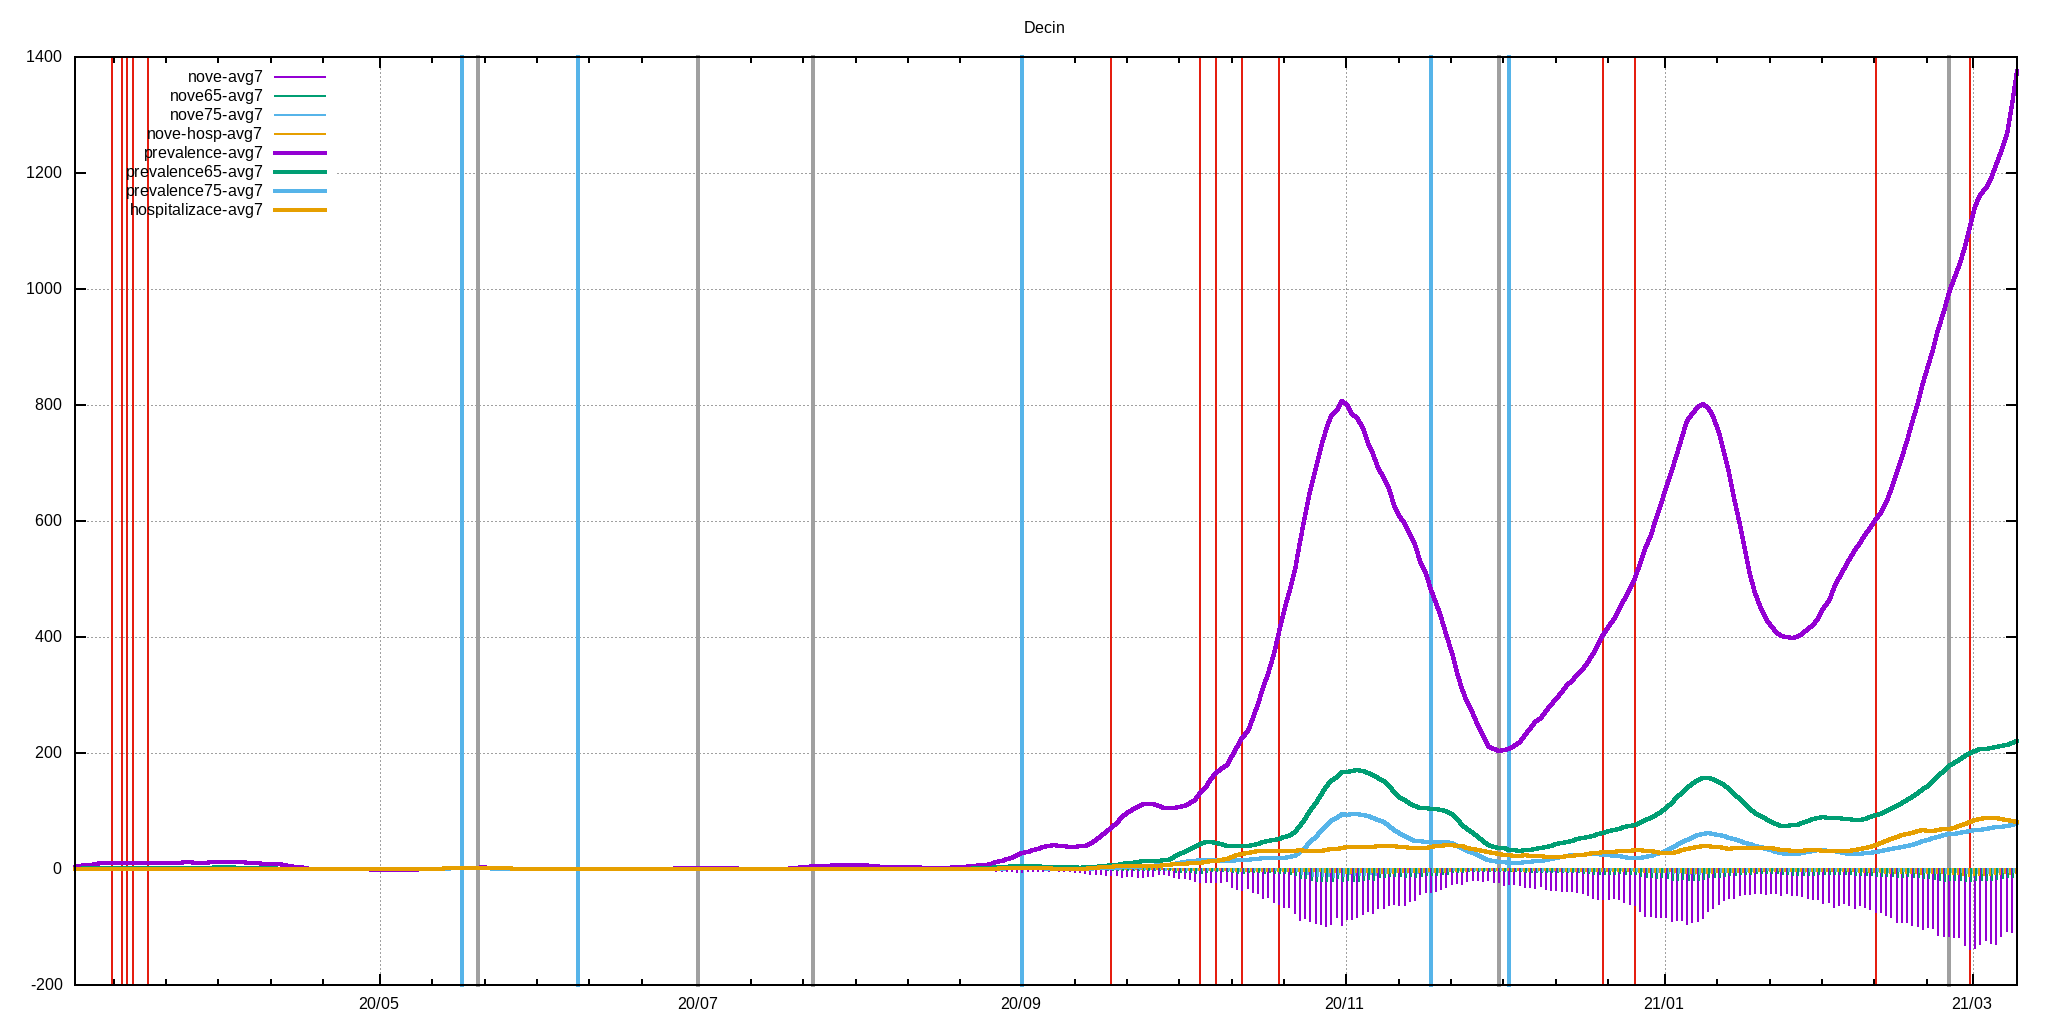 Decin
1400
1200
1000
800
600
400
200
0
-200
nove-avg7
nove65-avg7
nove75-avg7
nove-hosp-avg7
prevalence-avg7
prevalence65-avg7
prevalence75-avg7
hospitalizace-avg7
20/05 20/07 20/09 20/11 21/01 21/03